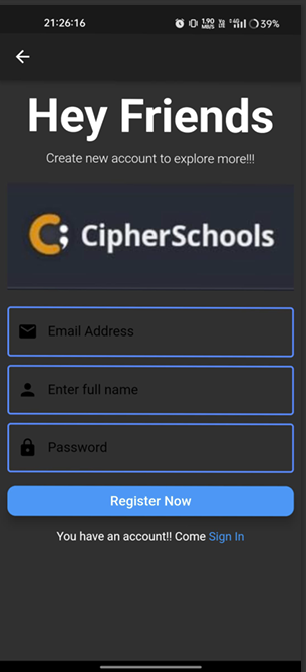 21:26:16 1.90 39%
Hey Friends
Create new account to explore more!!!
CipherSchools
Email Address
Enter full name
Password
Register Now
You have an account!! Come Sign In